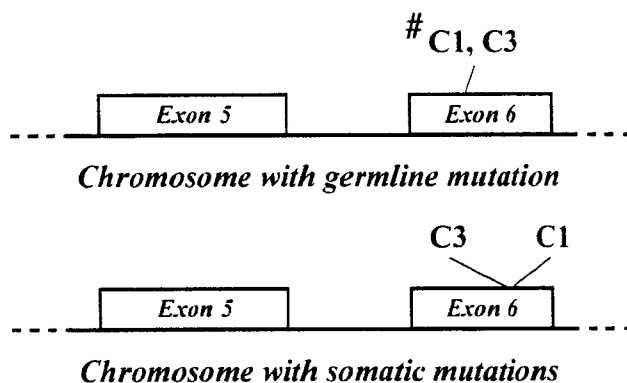 # C1, C3
Exon 5 Exon 6
Chromosome with germline mutation
C3 C1
Exon 5 Exon 6
Chromosome with somatic mutations